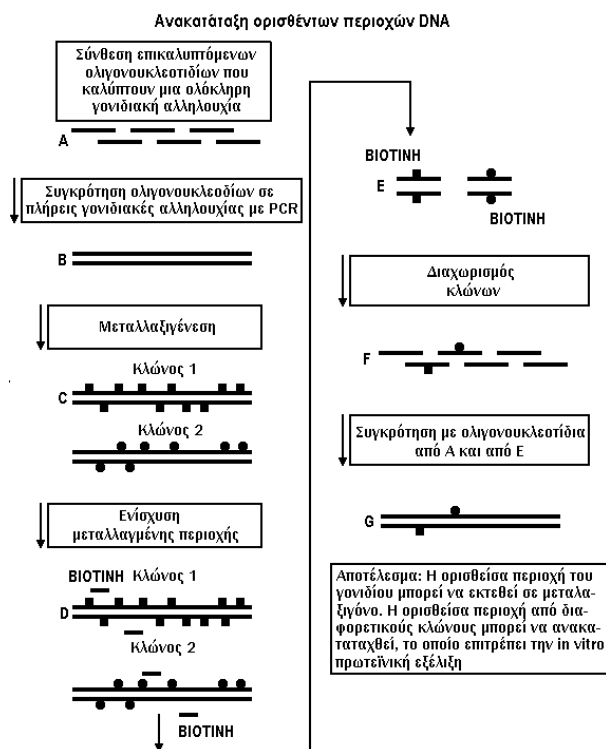 Ανακατάταξη ορισθέντων περιοχών DNA
Σύνθεση επικαλυπτόμενων
ολιγονουκλεοτιδίων που
καλύπτουν μια ολόκληρη
γονιδιακή αλληλουχία
A
Συγκρότηση ολιγονουκλεοδίων σε
πλήρεις γονιδιακές αλληλουχίας με PCR
B
Μεταλλαξιγένεση
Κλώνος 1
C
Κλώνος 2
Ενίσχυση
μεταλλαγμένης περιοχής
ΒΙΟΤΙΝΗ
Κλώνος 1
D
Κλώνος 2
ΒΙΟΤΙΝΗ
ΒΙΟΤΙΝΗ
E
ΒΙΟΤΙΝΗ
Διαχωρισμός
κλώνων
F
Συγκρότηση με ολιγονουκλεοτίδια
από Α και από Ε
G
Αποτέλεσμα: Η ορισθείσα περιοχή του
γονιδίου μπορεί να εκτεθεί σε μεταλα-
ξιγόνο. Η ορισθείσα περιοχή από δια-
φορετικούς κλώνους μπορεί να ανακα-
ταταχθεί, το οποίο επιτρέπει την in vitro
πρωτεϊνική εξέλιξη